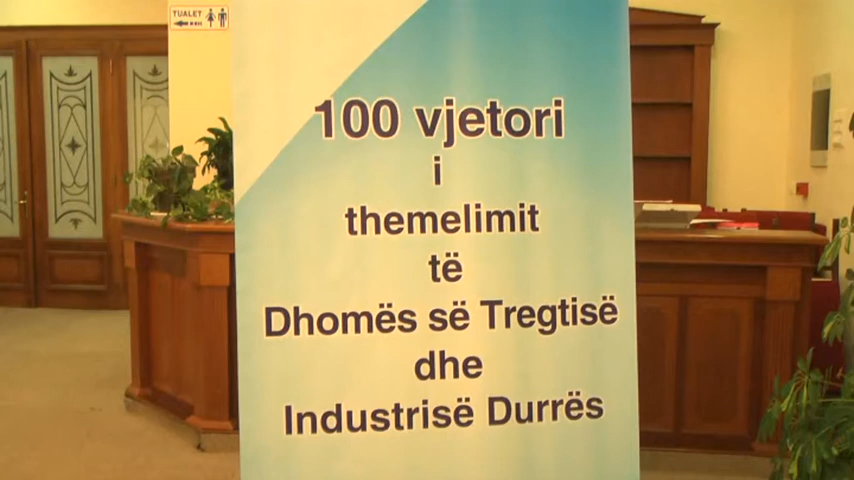 TUALET
100 vjetori
i
themelimit
të
Dhomës së Tregtisë
dhe
Industrisë Durrës